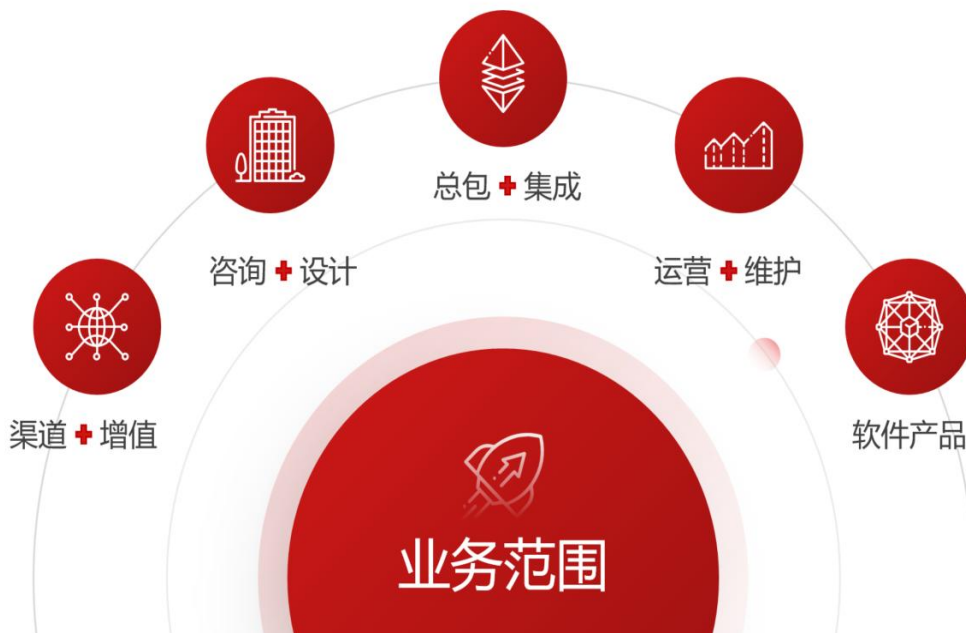 总包+集成
咨询+设计
运营+维护
渠道+增值
软件产品
业务范围